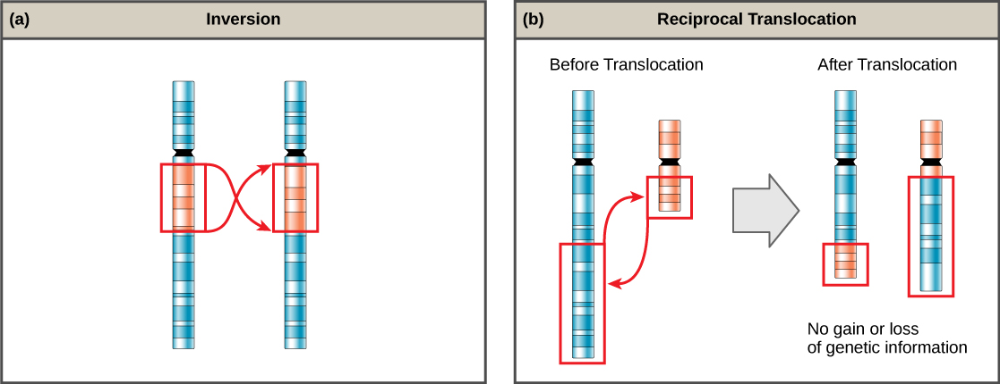 (a) Inversion
(b) Reciprocal Translocation
Before Translocation
After Translocation
No gain or loss
of genetic information